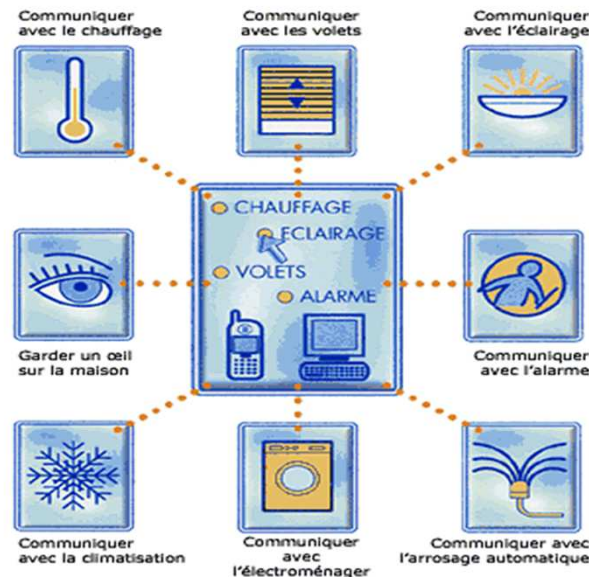 Communiquer
avec le chauffage
Communiquer
avec les volets
Communiquer
avec l'éclairage
CHAUFFAGE
ECLAIRAGE
VOLETS
ALARME
Garder un œil
sur la maison
Communiquer
avec l'alarme
Communiquer
avec la climatisation
Communiquer
avec
l'électroménager
Communiquer avec
l'arrosage automatique